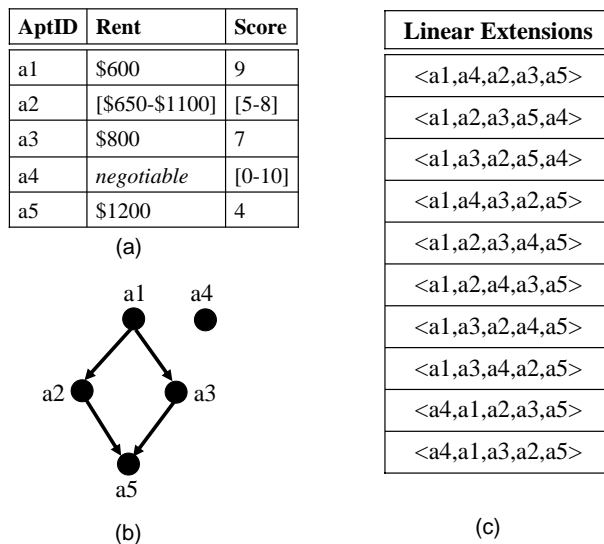 AptID Rent Score
a1 $600 9
a2 [$650-$1100] [5-8]
a3 $800 7
a4 negotiable [0-10]
a5 $1200 4
(a)
a1 a4
a2 a3
a5
(b)
Linear Extensions
<a1,a4,a2,a3,a5>
<a1,a2,a3,a5,a4>
<a1,a3,a2,a5,a4>
<a1,a4,a3,a2,a5>
<a1,a2,a3,a4,a5>
<a1,a2,a4,a3,a5>
<a1,a3,a2,a4,a5>
<a1,a3,a4,a2,a5>
<a4,a1,a2,a3,a5>
<a4,a1,a3,a2,a5>
(c)